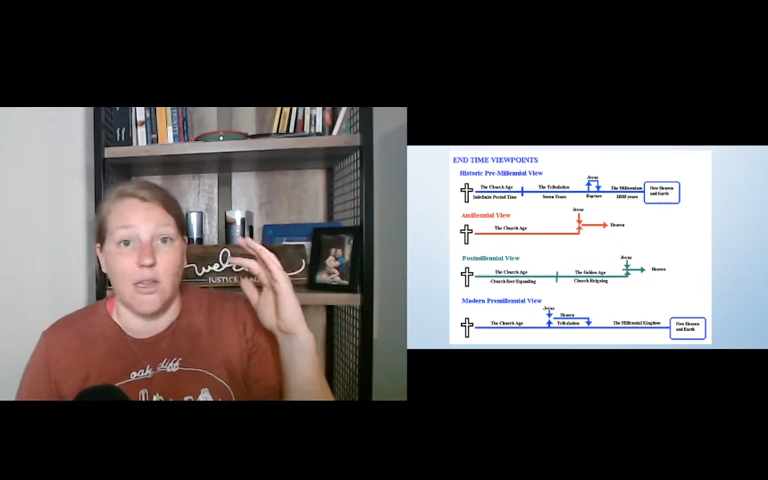 welcome
JUSTICE
oak diff
END TIME VIEWPOINTS
Historic Pre-Millennial View
Jesus
The Church Age The Tribulation The Millennium New Heaven
and Earth
Indefinite Period Time Seven Years Rapture 1000 years
Amillennial View
Jesus
The Church Age Heaven
Postmillennial View
Jesus
The Church Age The Golden Age Heaven
Church Ever Expanding Church Reigning
Modern Premillennial View
Jesus
Heaven
The Church Age Tribulation The Millennial Kingdom New Heaven
and Earth